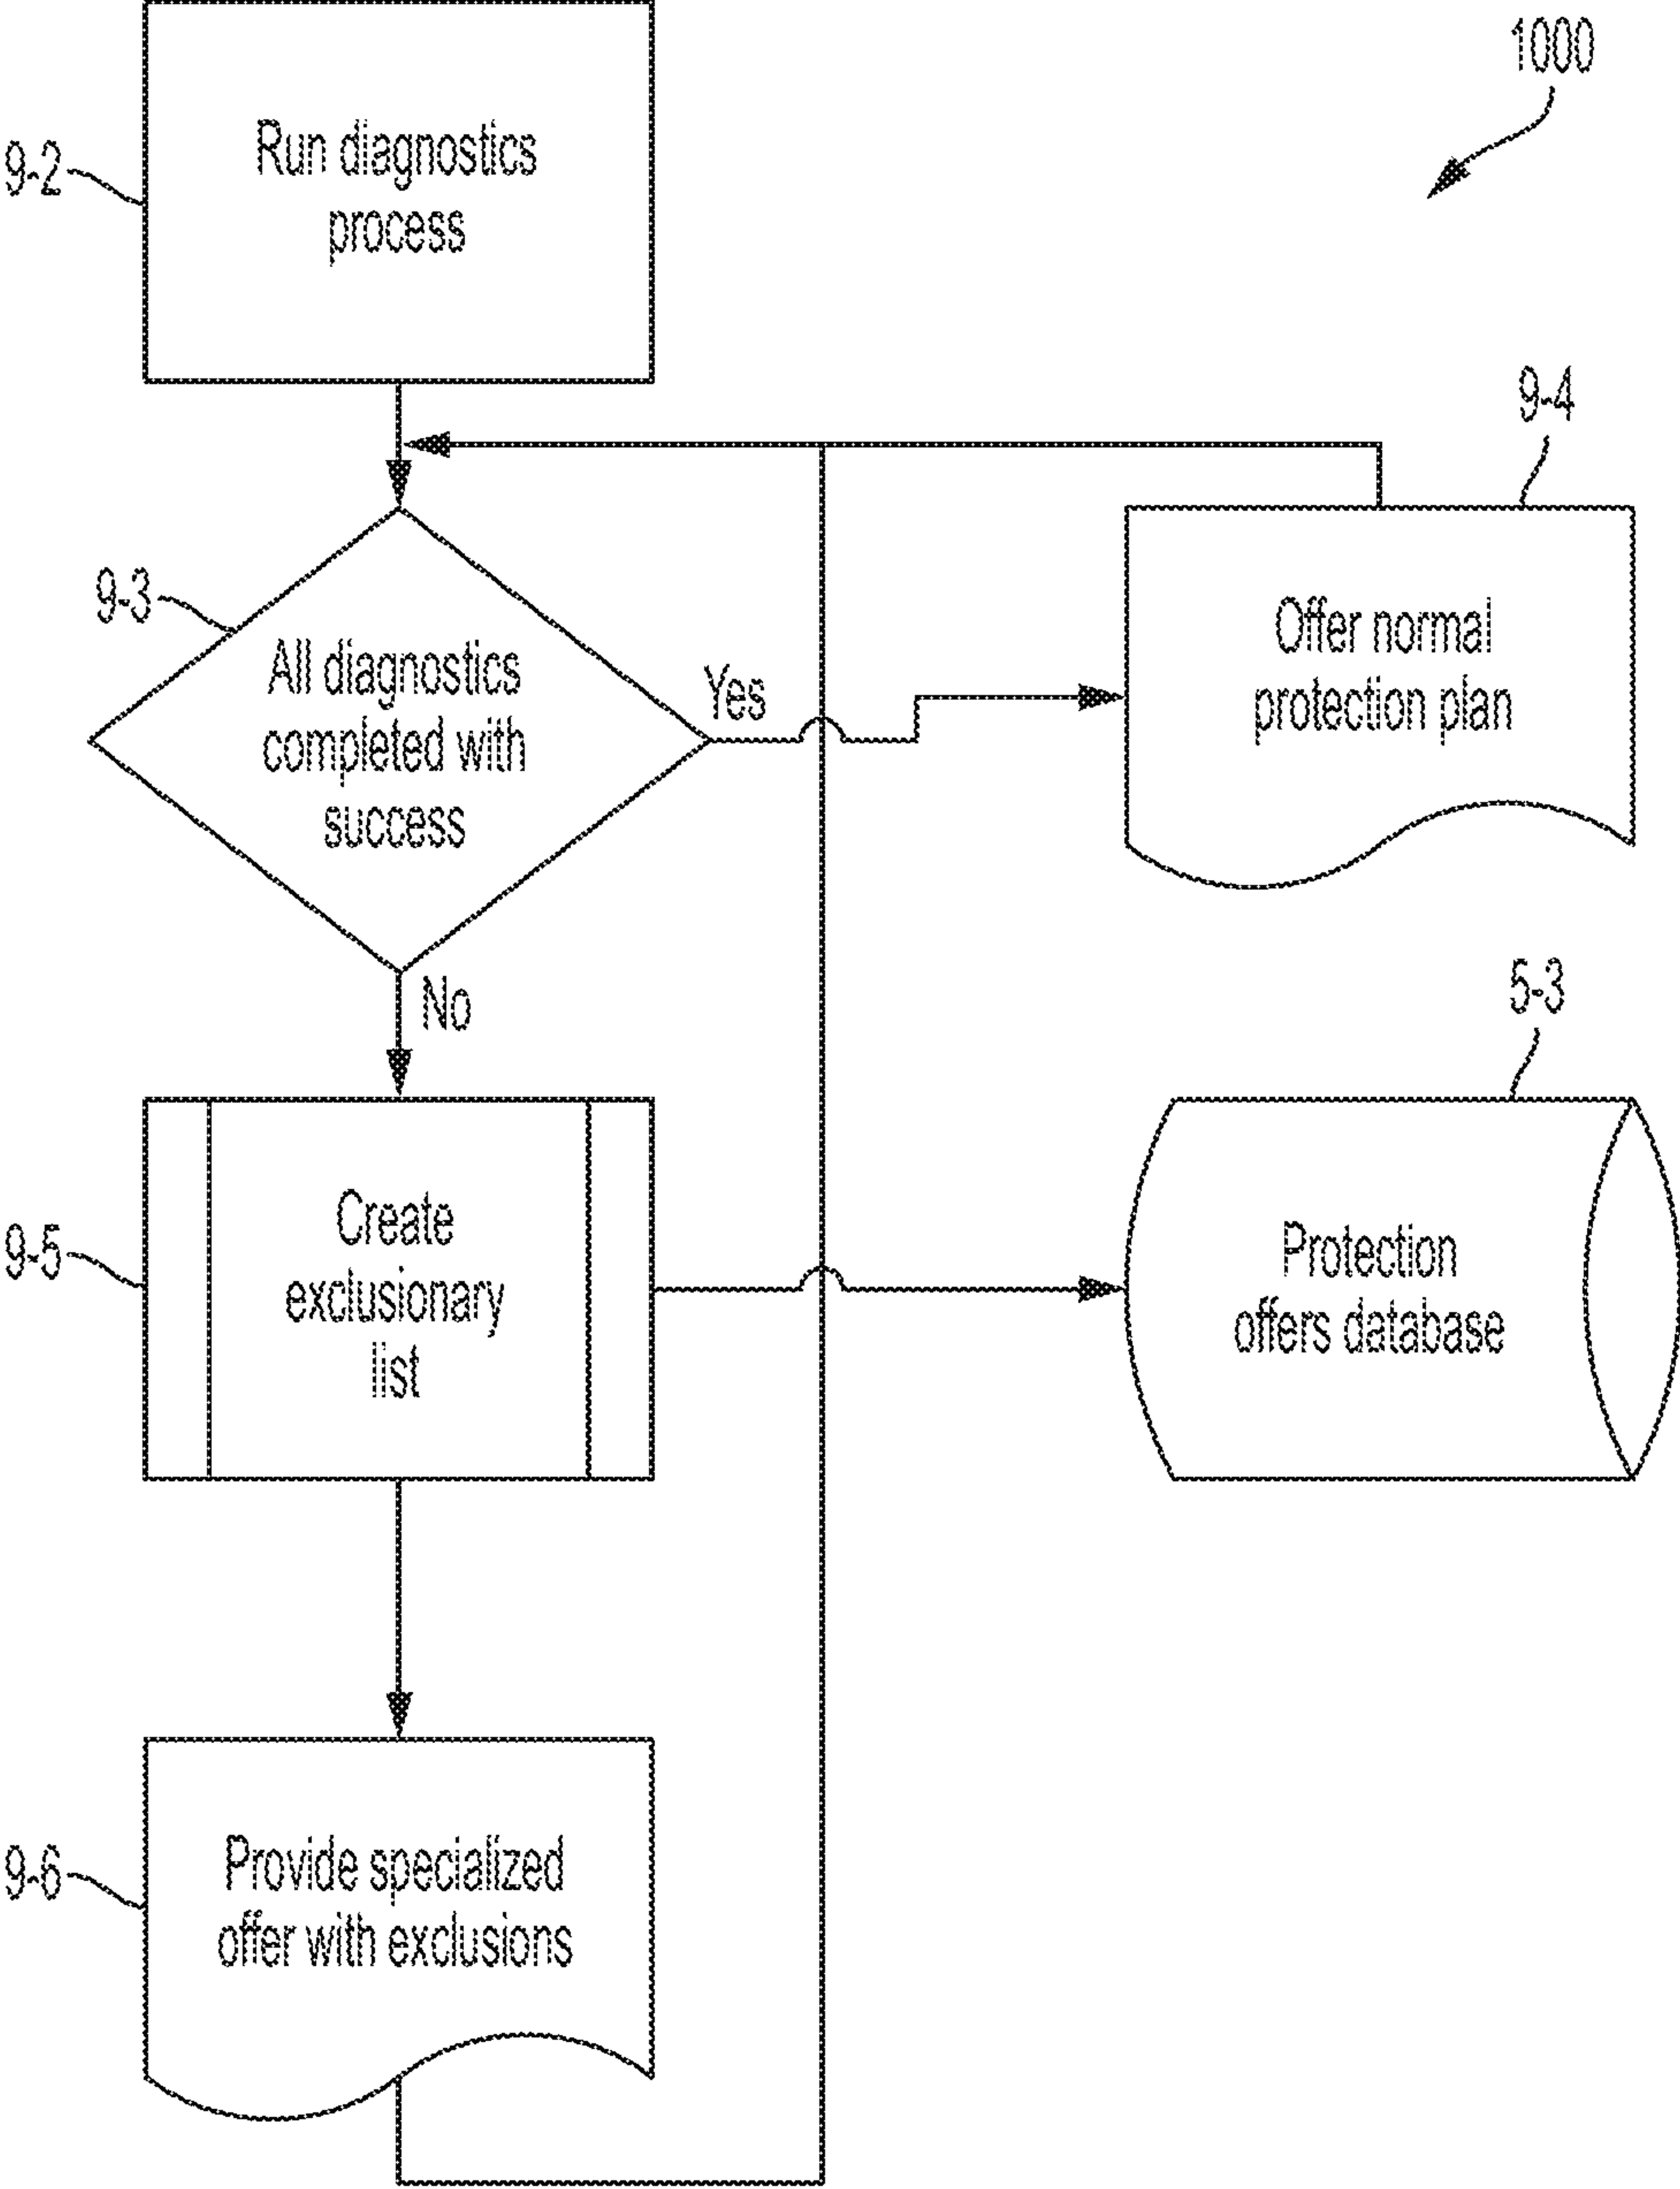 1000
9-2
Run diagnostics
process
9-4
9-3
All diagnostics
completed with
success
Yes
Offer normal
protection plan
No
5-3
9-5
Create
exclusionary
list
Protection
offers database
9-6
Provide specialized
offer with exclusions